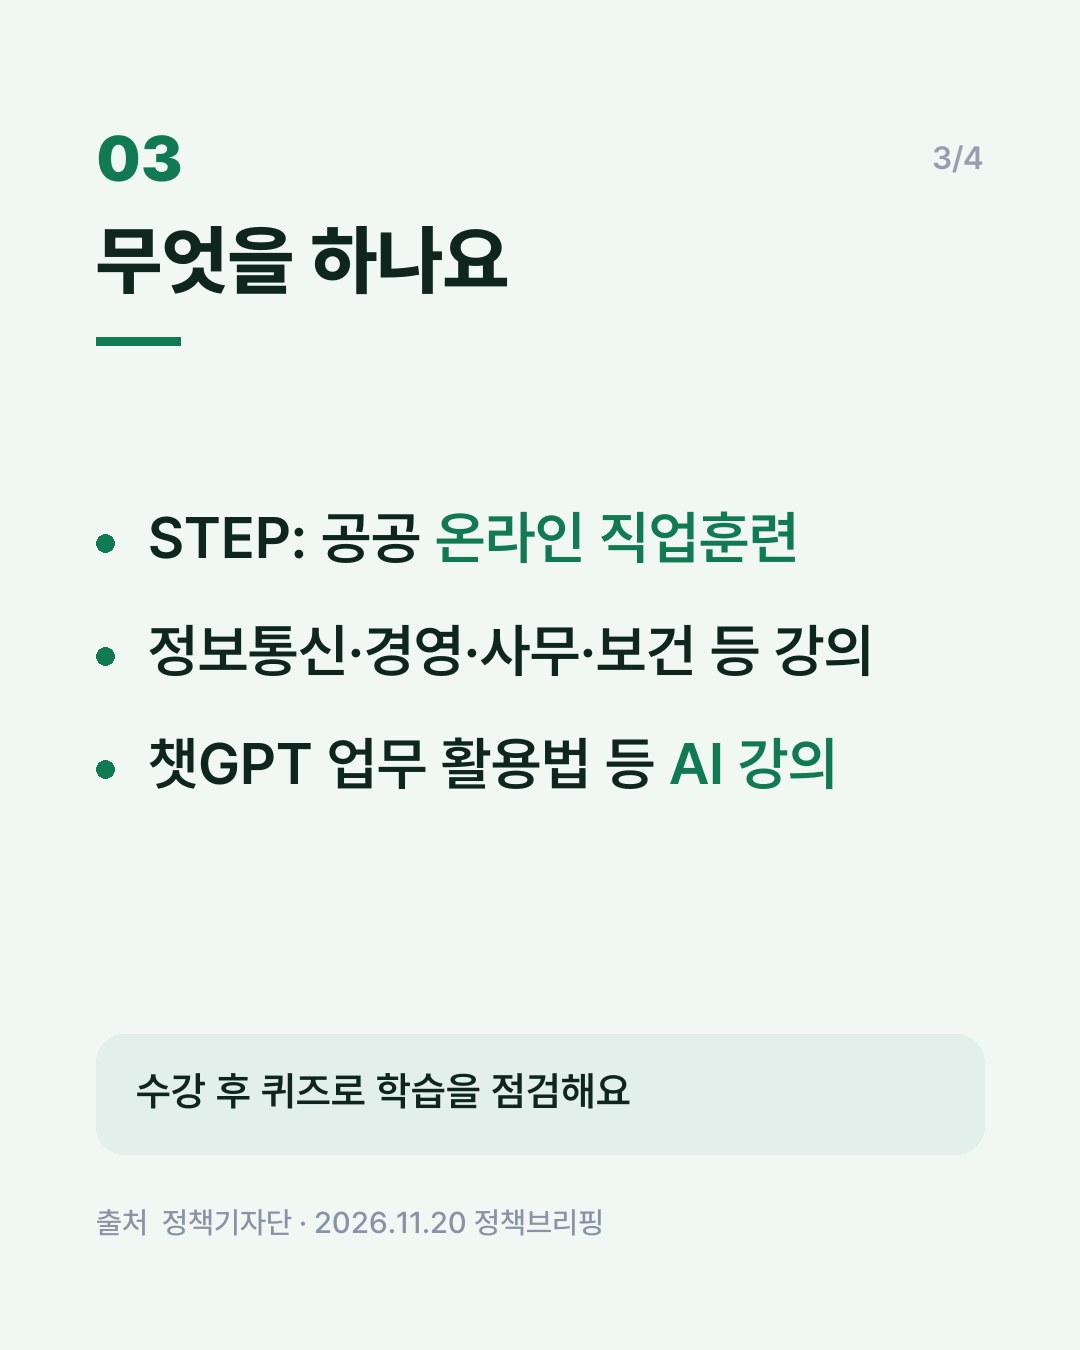 03
3/4
무엇을 하나요
STEP: 공공 온라인 직업훈련
정보통신·경영·사무·보건 등 강의
챗GPT 업무 활용법 등 AI 강의
수강 후 퀴즈로 학습을 점검해요
출처 정책기자단 · 2026.11.20 정책브리핑